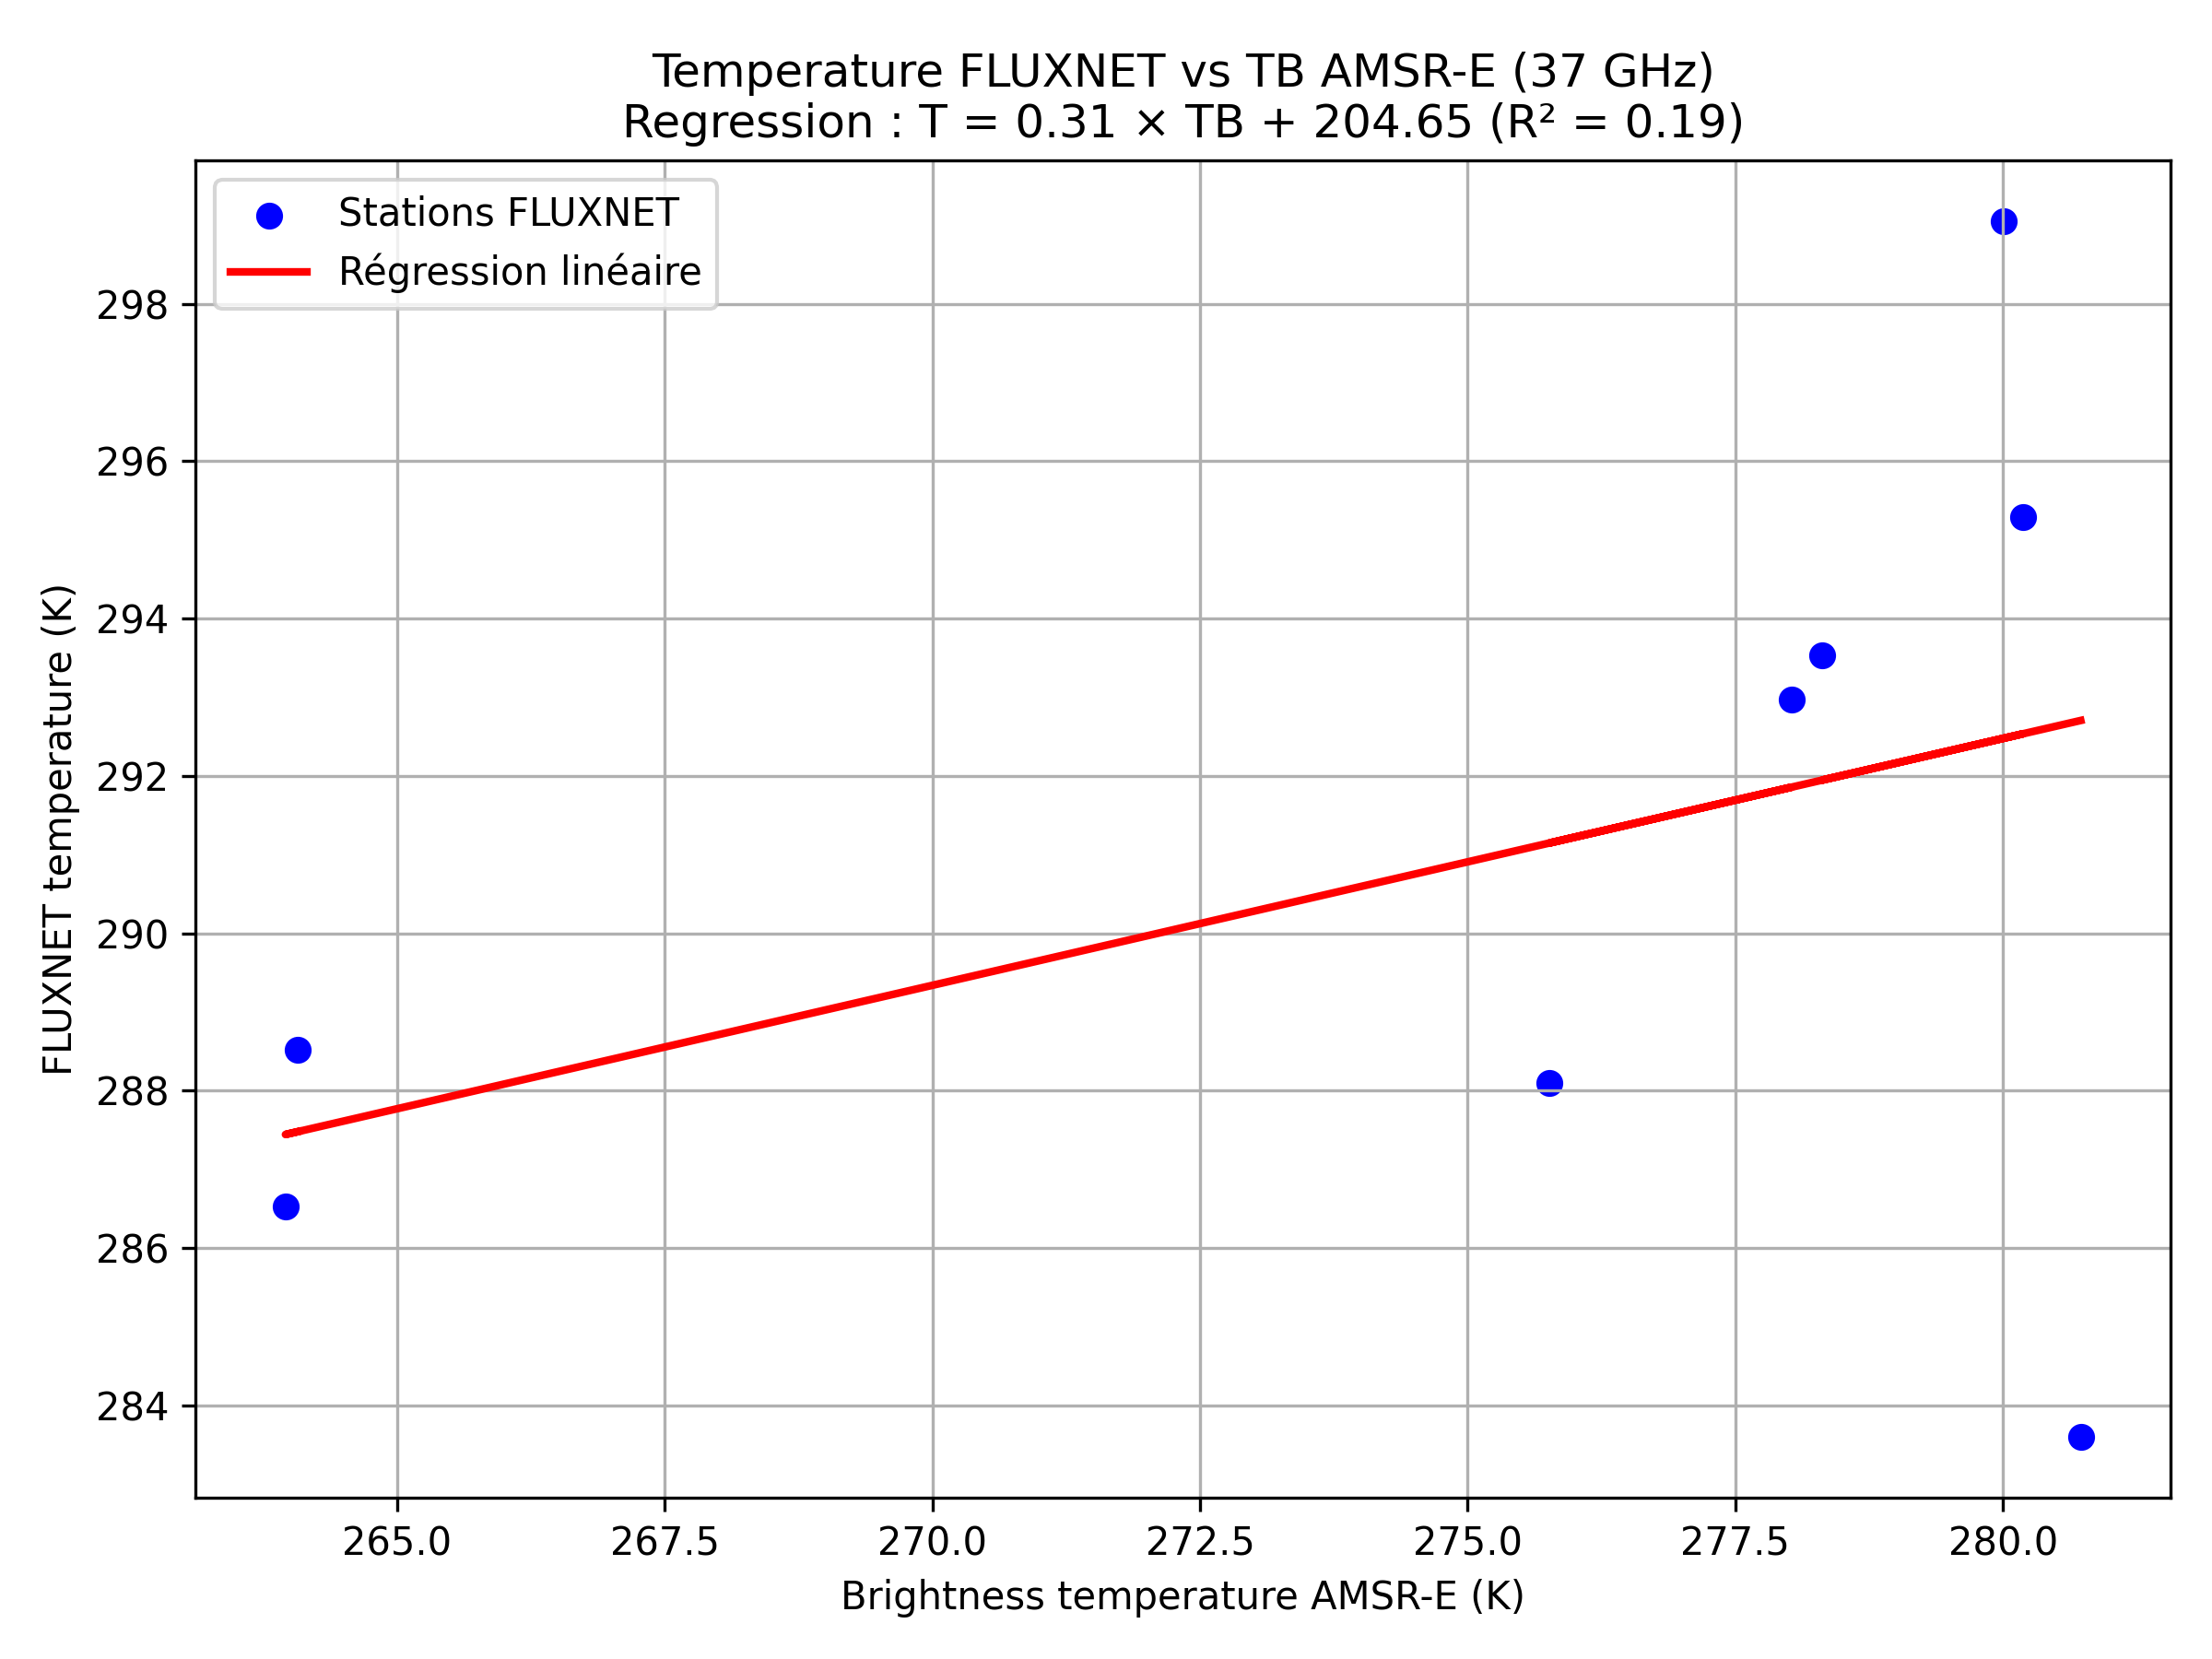 Temperature FLUXNET vs TB AMSR-E (37 GHz)
Regression : T = 0.31 × TB + 204.65 (R² = 0.19)
Stations FLUXNET
Régression linéaire
298
296
294
292
290
288
286
284
FLUXNET temperature (K)
265.0 267.5 270.0 272.5 275.0 277.5 280.0
Brightness temperature AMSR-E (K)